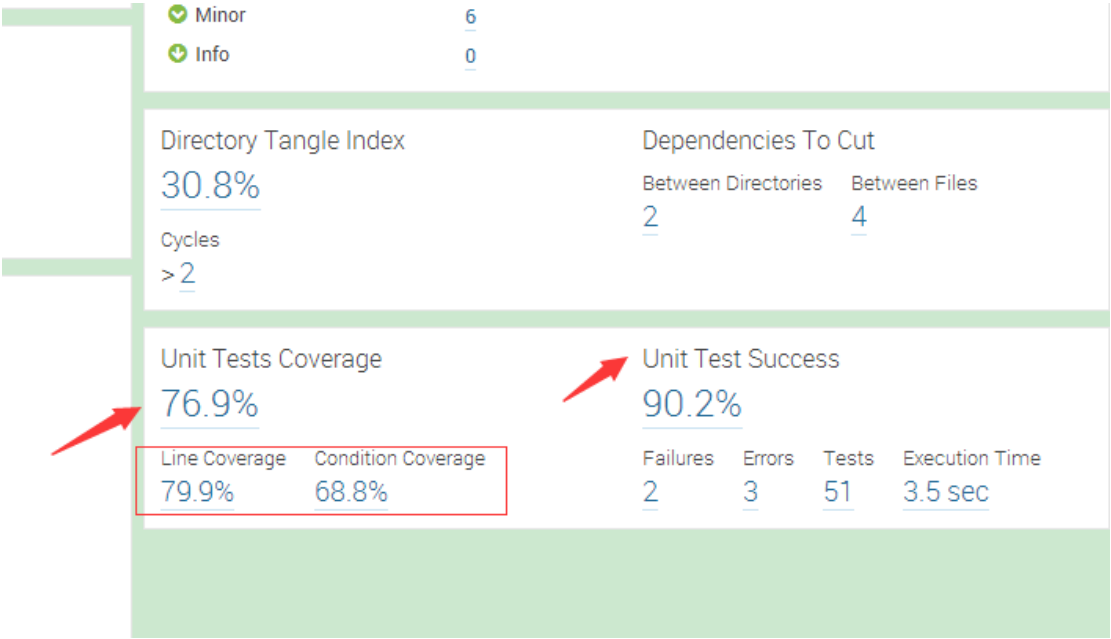 Minor 6
Info 0
Directory Tangle Index
30.8%
Cycles
> 2
Dependencies To Cut
Between Directories Between Files
2 4
Unit Tests Coverage
76.9%
Line Coverage Condition Coverage
79.9% 68.8%
Unit Test Success
90.2%
Failures Errors Tests Execution Time
2 3 51 3.5 sec